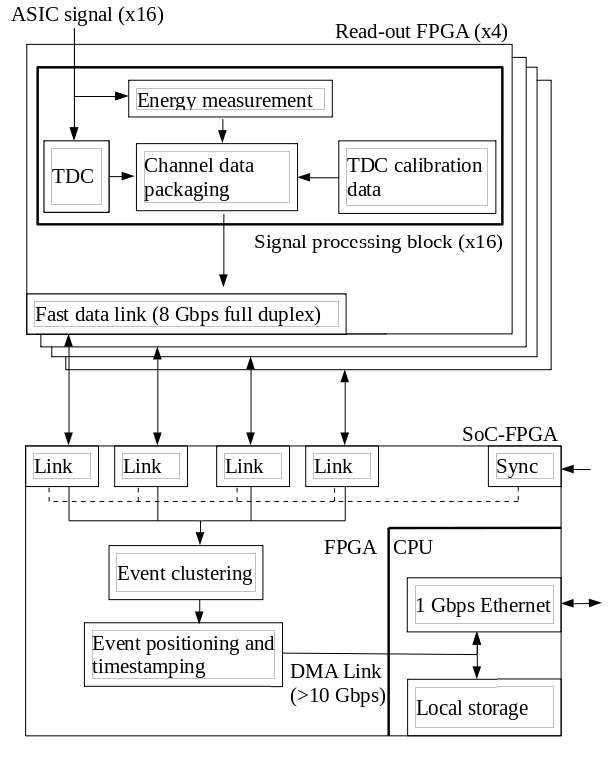 ASIC signal (x16)
Read-out FPGA (x4)
Energy measurement
TDC
Channel data
packaging
TDC calibration
data
Signal processing block (x16)
Fast data link (8 Gbps full duplex)
SoC-FPGA
Link
Link
Link
Link
Sync
FPGA
CPU
Event clustering
1 Gbps Ethernet
Event positioning and
timestamping
DMA Link
(>10 Gbps)
Local storage